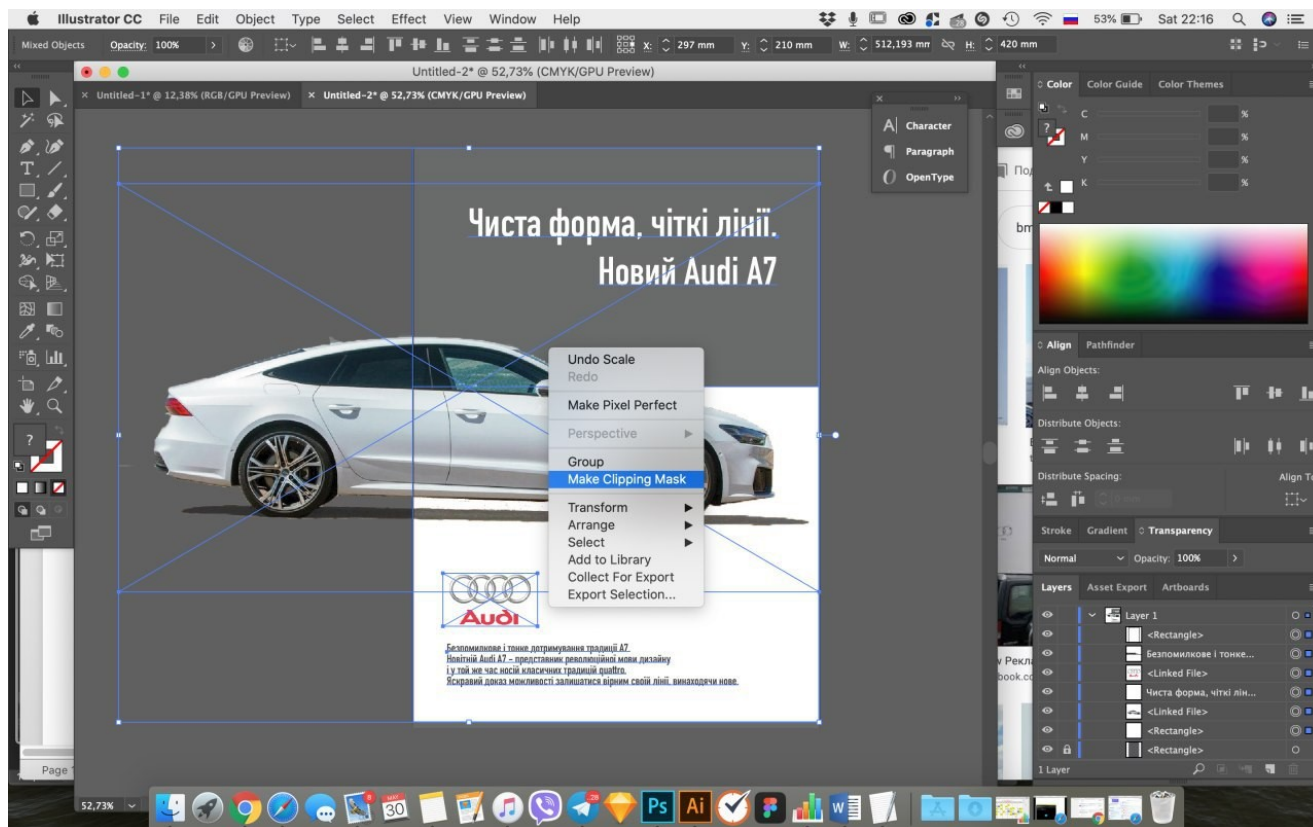 Illustrator CC File Edit Object Type Select Effect View Window Help 53% Sat 22:16
Mixed Objects Opacity: 100% X: 297 mm Y: 210 mm W: 512,193 mm H: 420 mm
Untitled-2* @ 52,73% (CMYK/GPU Preview)
× Untitled-1* @ 12,38% (RGB/GPU Preview) × Untitled-2* @ 52,73% (CMYK/GPU Preview)
Character
Paragraph
OpenType
Color Color Guide Color Themes
C %
M %
Y %
K %
Чиста форма, чіткі лінії.
Новий Audi A7
Undo Scale
Redo
Make Pixel Perfect
Perspective
Group
Make Clipping Mask
Transform
Arrange
Select
Add to Library
Collect For Export
Export Selection...
Audi
Безпомилкове і тонке дотримування традиції A7.
Новітній Audi A7 – представник революційної мови дизайну
і у той же час носій класичних традицій quattro.
Яскравий доказ можливості залишатися вірним своїй лінії, винаходячи нове.
Align Pathfinder
Align Objects:
Distribute Objects:
Distribute Spacing: Align To
0 mm
Stroke Gradient Transparency
Normal Opacity: 100%
Layers Asset Export Artboards
Layer 1
<Rectangle>
Безпомилкове і тонке...
<Linked File>
Чиста форма, чіткі лін...
<Linked File>
<Rectangle>
<Rectangle>
1 Layer
Page 1
52,73%
30
Ps Ai W